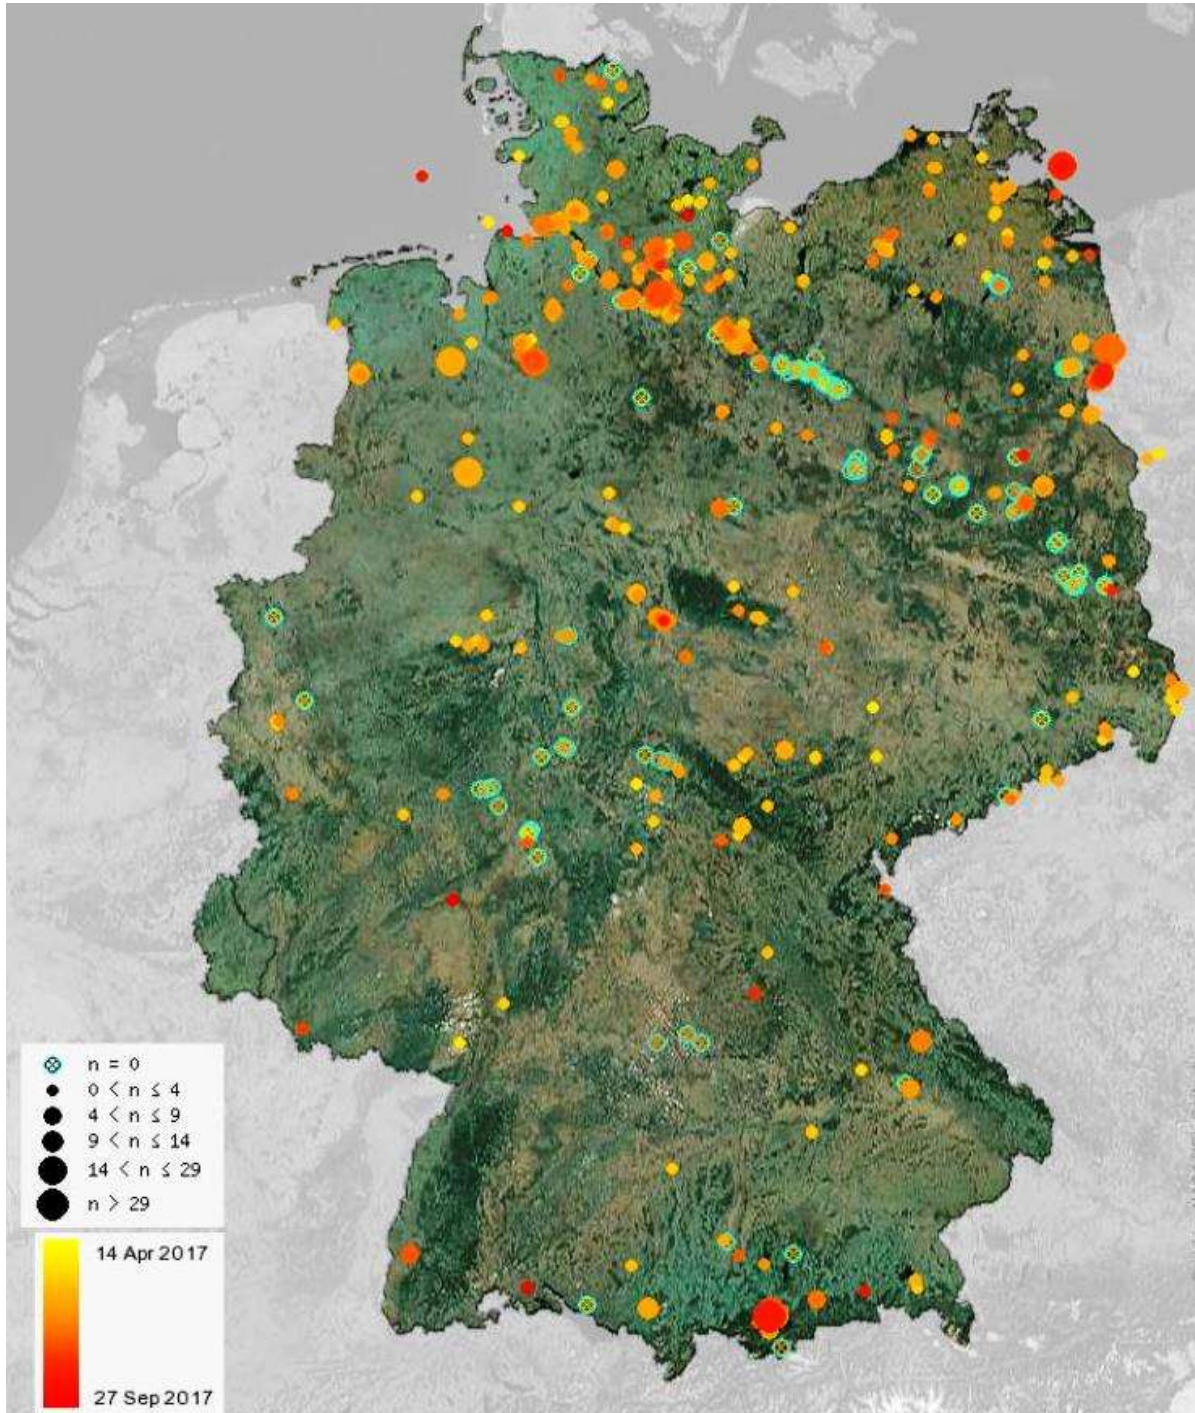 n = 0
0 < n ≤ 4
4 < n ≤ 9
9 < n ≤ 14
14 < n ≤ 29
n > 29
14 Apr 2017
27 Sep 2017